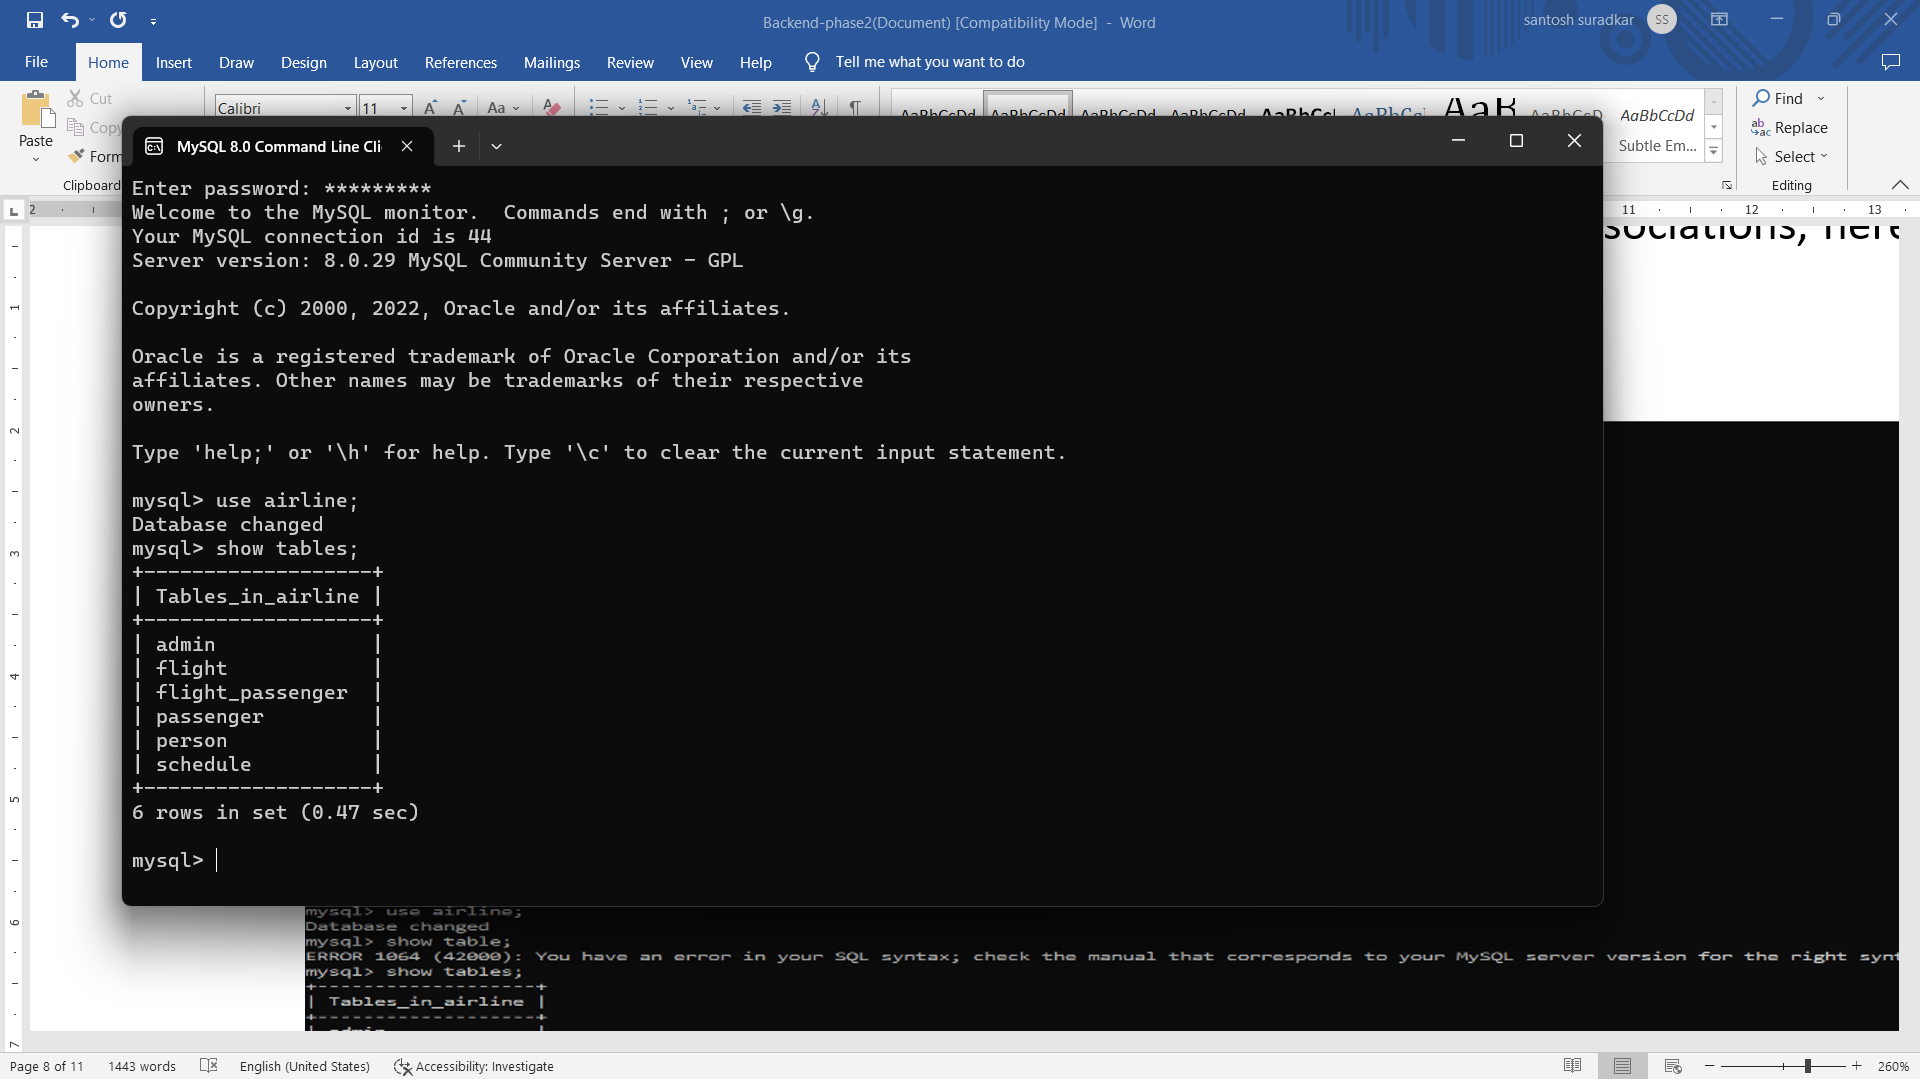 Backend-phase2(Document) [Compatibility Mode] - Word
santosh suradkar SS
File Home Insert Draw Design Layout References Mailings Review View Help Tell me what you want to do
Cut
Calibri 11 Aa
AaBbCcDd
Find
Copy
Paste
Replace
Form
Subtle Em...
Select
Clipboard
Editing
MySQL 8.0 Command Line Cli
Enter password: *********
Welcome to the MySQL monitor.  Commands end with ; or \g.
Your MySQL connection id is 44
Server version: 8.0.29 MySQL Community Server - GPL
Copyright (c) 2000, 2022, Oracle and/or its affiliates.
Oracle is a registered trademark of Oracle Corporation and/or its
affiliates. Other names may be trademarks of their respective
owners.
Type 'help;' or '\h' for help. Type '\c' to clear the current input statement.
mysql> use airline;
Database changed
mysql> show tables;
+-------------------+
| Tables_in_airline |
+-------------------+
| admin             |
| flight            |
| flight_passenger  |
| passenger         |
| person            |
| schedule          |
+-------------------+
6 rows in set (0.47 sec)
mysql>
mysql> use airline;
Database changed
mysql> show table;
ERROR 1064 (42000): You have an error in your SQL syntax; check the manual that corresponds to your MySQL server version for the right synt
mysql> show tables;
+-------------------+
| Tables_in_airline |
+-------------------+
Page 8 of 11 1443 words English (United States) Accessibility: Investigate 260%